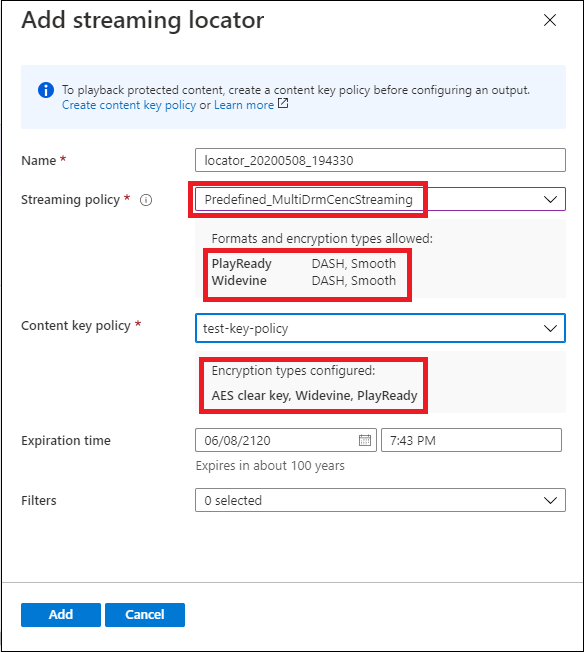 Add streaming locator
To playback protected content, create a content key policy before configuring an output.
Create content key policy or Learn more
Name *
locator_20200508_194330
Streaming policy *
Predefined_MultiDrmCencStreaming
Formats and encryption types allowed:
PlayReady DASH, Smooth
Widevine DASH, Smooth
Content key policy *
test-key-policy
Encryption types configured:
AES clear key, Widevine, PlayReady
Expiration time
06/08/2120 7:43 PM
Expires in about 100 years
Filters
0 selected
Add Cancel